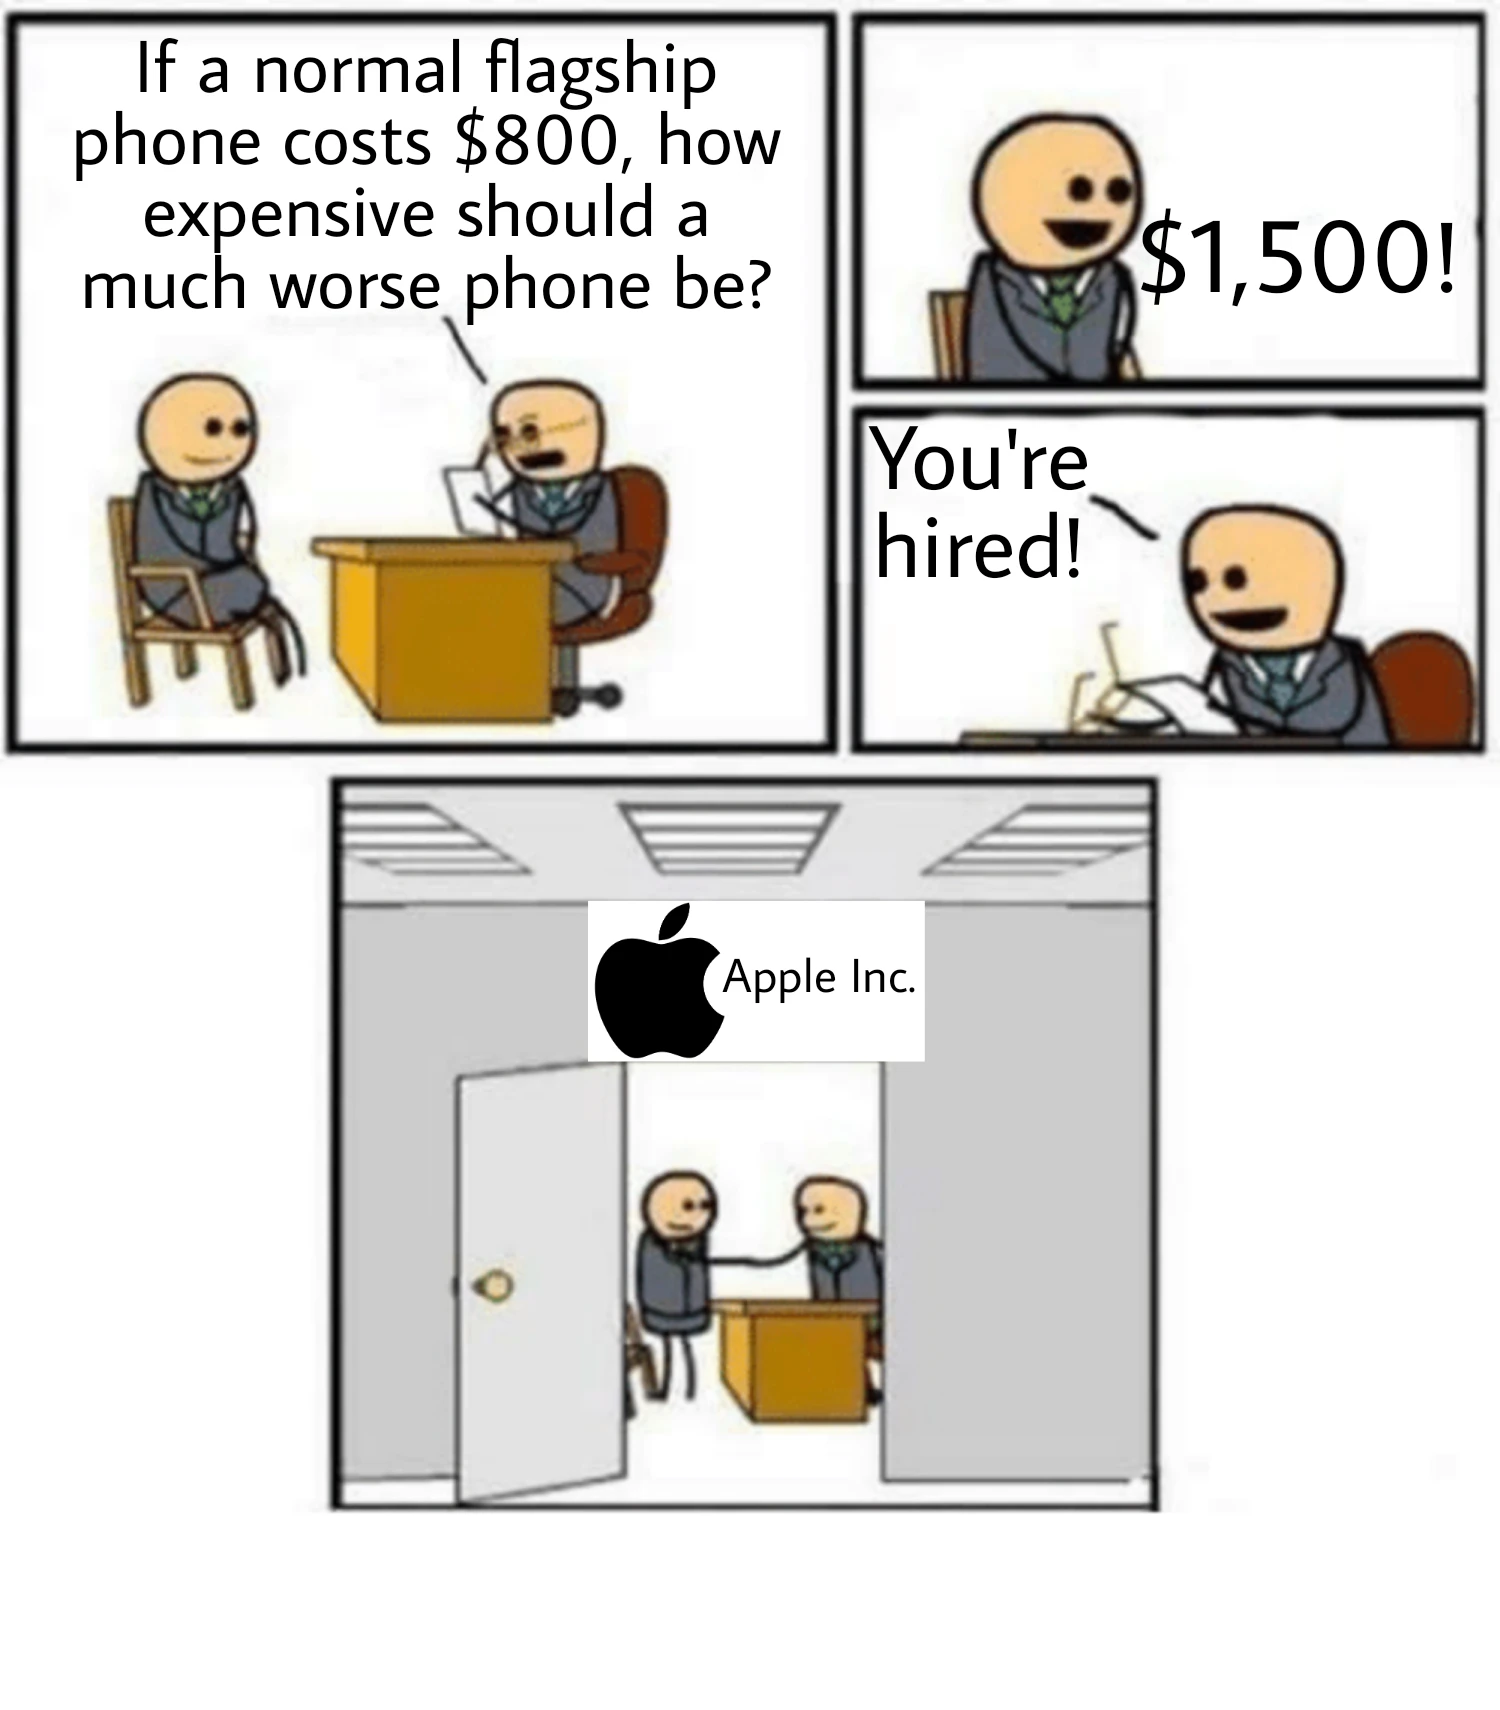 If a normal flagship
phone costs $800, how
expensive should a
much worse phone be?
$1,500!
You're
hired!
Apple Inc.